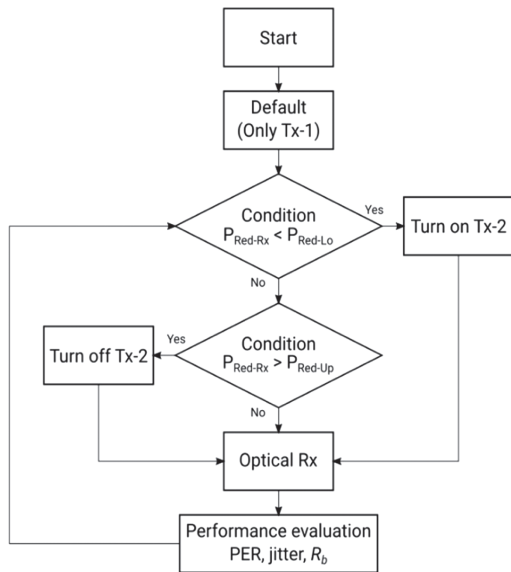 Start
Default
(Only Tx-1)
Condition
P_Red-Rx < P_Red-Lo
Yes
Turn on Tx-2
No
Condition
P_Red-Rx > P_Red-Up
Yes
Turn off Tx-2
No
Optical Rx
Performance evaluation
PER, jitter, R_b